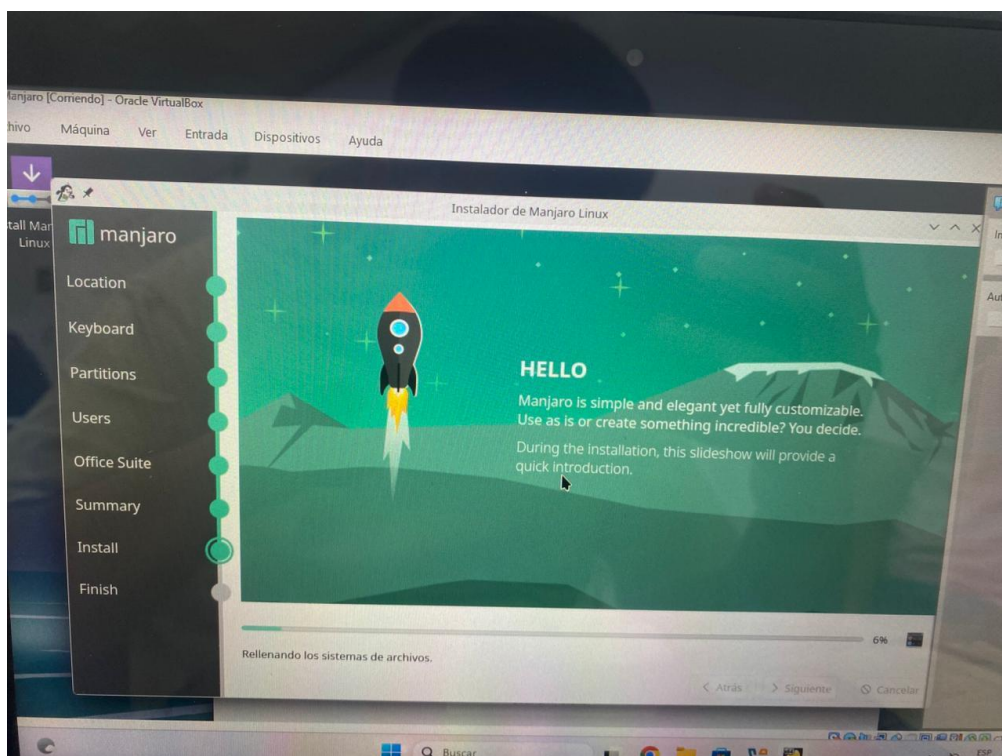 Manjaro [Corriendo] - Oracle VirtualBox
Máquina Ver Entrada Dispositivos Ayuda
Instalador de Manjaro Linux
Linux
manjaro
Location
Keyboard
Partitions
Users
Office Suite
Summary
Install
Finish
HELLO
Manjaro is simple and elegant yet fully customizable.
Use as is or create something incredible? You decide.
During the installation, this slideshow will provide a
quick introduction.
6%
Rellenando los sistemas de archivos.
Atrás Siguiente Cancelar
Buscar
ESP